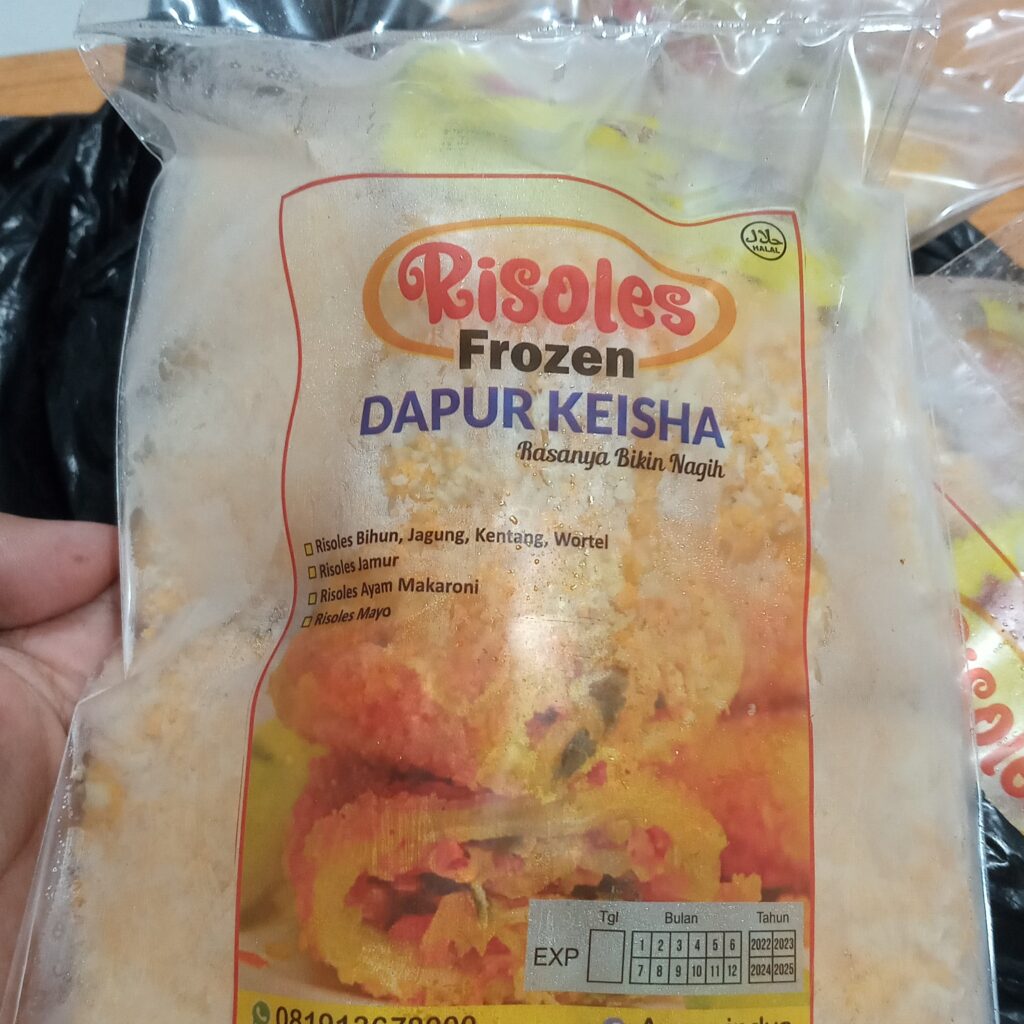 حلال
HALAL
Risoles
Frozen
DAPUR KEISHA
Rasanya Bikin Nagih
Risoles Bihun, Jagung, Kentang, Wortel
Risoles Jamur
Risoles Ayam Makaroni
Risoles Mayo
Tgl Bulan Tahun
EXP
1 2 3 4 5 6 2022 2023
7 8 9 10 11 12 2024 2025